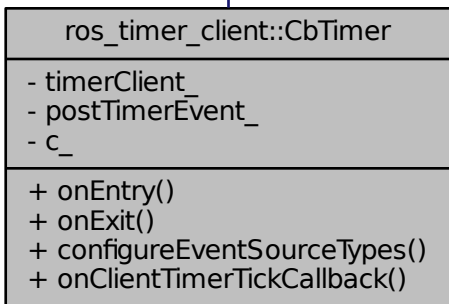 ros_timer_client::CbTimer
- timerClient_
- postTimerEvent_
- c_
+ onEntry()
+ onExit()
+ configureEventSourceTypes()
+ onClientTimerTickCallback()